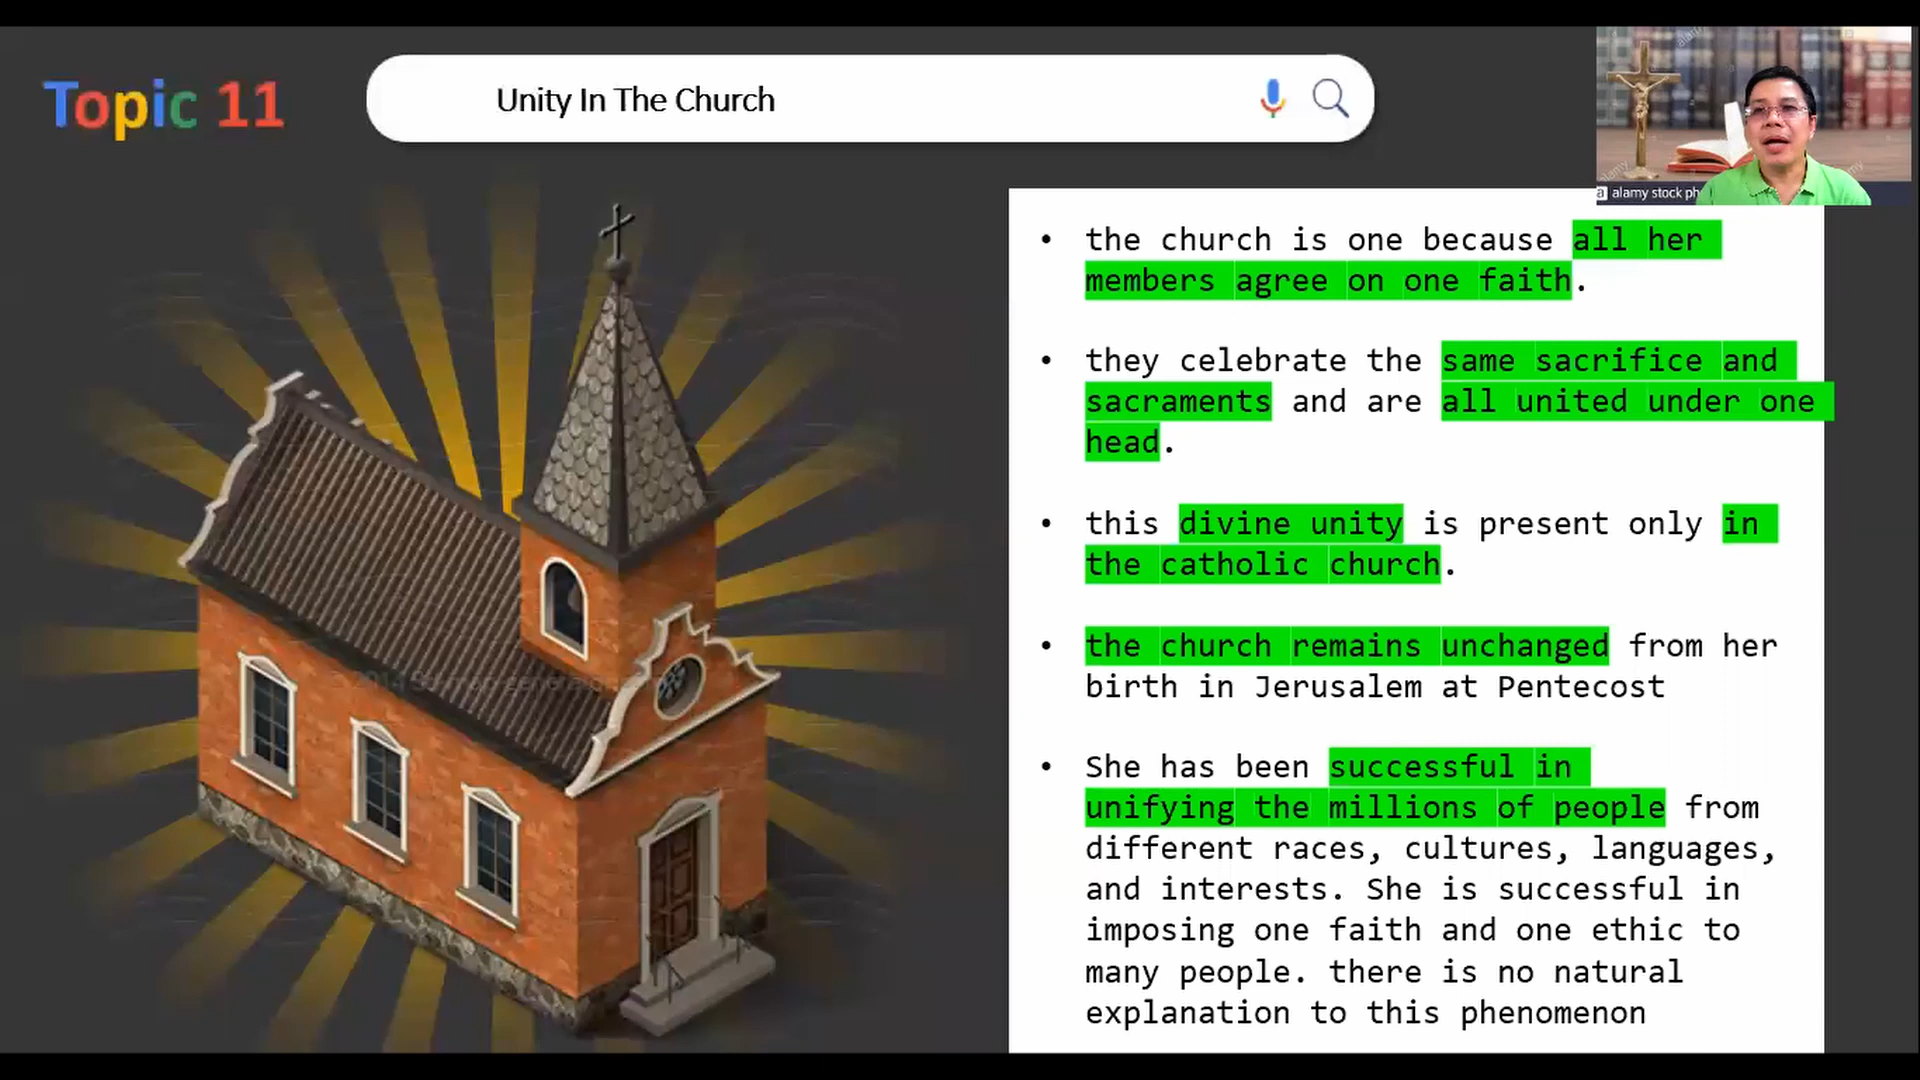 Topic 11
Unity In The Church
alamy
a alamy stock ph
• the church is one because all her
members agree on one faith.
• they celebrate the same sacrifice and
sacraments and are all united under one
head.
• this divine unity is present only in
the catholic church.
• the church remains unchanged from her
birth in Jerusalem at Pentecost
• She has been successful in
unifying the millions of people from
different races, cultures, languages,
and interests. She is successful in
imposing one faith and one ethic to
many people. there is no natural
explanation to this phenomenon